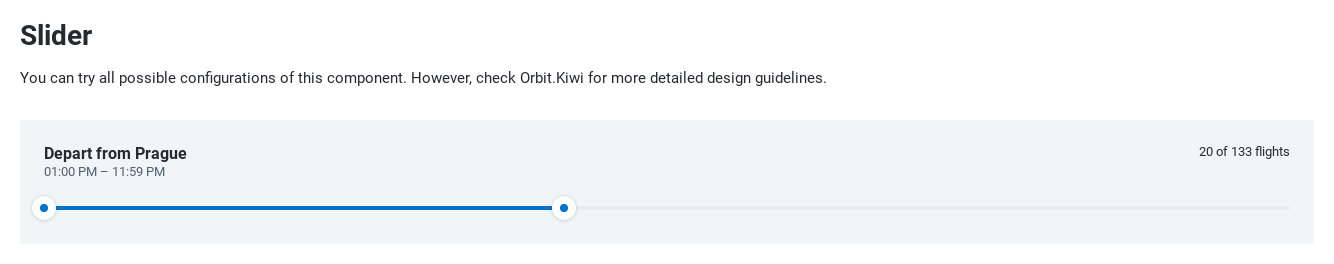 Slider
You can try all possible configurations of this component. However, check Orbit.Kiwi for more detailed design guidelines.
Depart from Prague
20 of 133 flights
01:00 PM – 11:59 PM